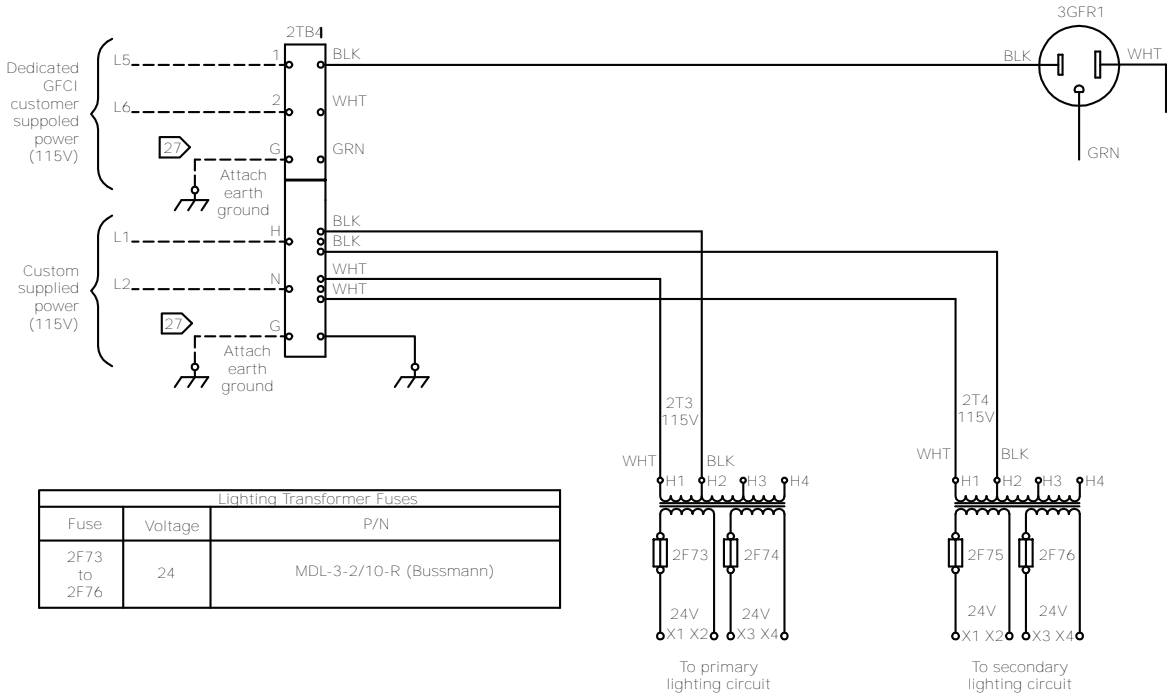 3GFR1
2TB4
BLK
BLK
WHT
L5
1
Dedicated
GFCI
customer
suppoled
power
(115V)
L6
2
WHT
27
G
GRN
GRN
Attach
earth
ground
BLK
L1
H
BLK
WHT
Custom
supplied
power
(115V)
L2
N
WHT
27
G
Attach
earth
ground
2T3
115V
2T4
115V
WHT
BLK
WHT
BLK
H1
H2
H3
H4
H1
H2
H3
H4
Lighting Transformer Fuses
Fuse
Voltage
P/N
2F73
to
2F76
24
MDL-3-2/10-R (Bussmann)
2F73
2F74
2F75
2F76
24V
24V
24V
24V
X1 X2
X3 X4
X1 X2
X3 X4
To primary
lighting circuit
To secondary
lighting circuit